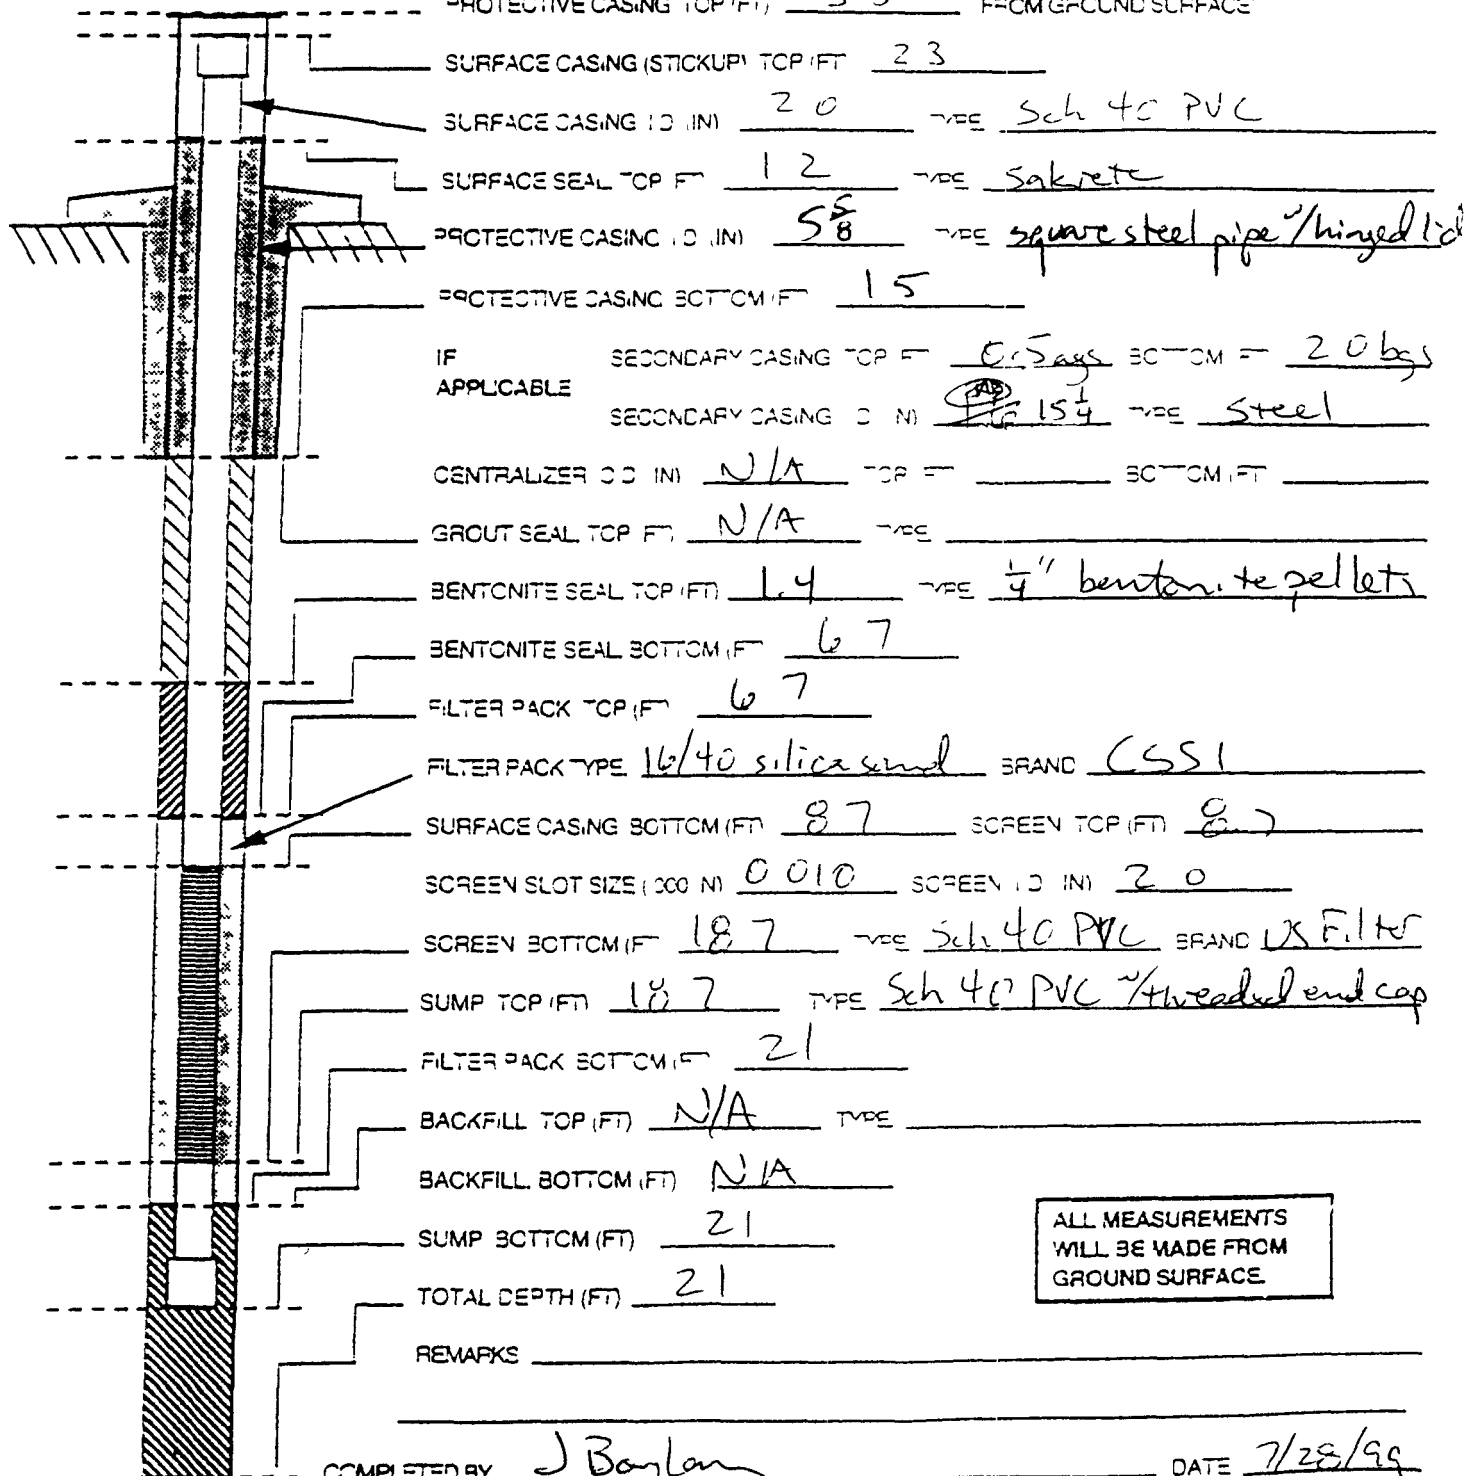 PROTECTIVE CASING TOP (FT) FROM GROUND SURFACE
SURFACE CASING (STICKUP) TOP (FT 2 3
SURFACE CASING I D (IN) 2 0 TYPE Sch 40 PVC
SURFACE SEAL TOP FT 1 2 TYPE Sakrete
PROTECTIVE CASING I D (IN) 5 5/8 TYPE square steel pipe w/hinged lid
PROTECTIVE CASING BOTTOM (FT 1 5
IF APPLICABLE SECONDARY CASING TOP FT 0.5 ags BOTTOM FT 2 0 bgs
SECONDARY CASING I D IN) 15 1/4 TYPE Steel
CENTRALIZER O D IN) N/A TOP FT BOTTOM (FT
GROUT SEAL TOP FT) N/A TYPE
BENTONITE SEAL TOP (FT) 1.4 TYPE 1/4" bentonite pellets
BENTONITE SEAL BOTTOM (FT 6 7
FILTER PACK TOP (FT) 6 7
FILTER PACK TYPE 16/40 silica sand BRAND CSSI
SURFACE CASING BOTTOM (FT) 8 7 SCREEN TOP (FT) 8.7
SCREEN SLOT SIZE (000 IN) 0 010 SCREEN I D IN) 2 0
SCREEN BOTTOM (FT 18 7 TYPE Sch 40 PVC BRAND US Filter
SUMP TOP (FT) 18 7 TYPE Sch 40 PVC w/threaded end cap
FILTER PACK BOTTOM (FT 21
BACKFILL TOP (FT) N/A TYPE
BACKFILL BOTTOM (FT) N/A
SUMP BOTTOM (FT) 21
ALL MEASUREMENTS
WILL BE MADE FROM
GROUND SURFACE
TOTAL DEPTH (FT) 21
REMARKS
COMPLETED BY J Boylan DATE 7/28/99